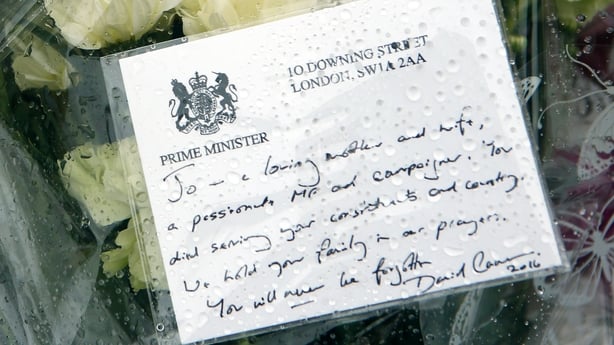 10 DOWNING STREET
LONDON, SW1A 2AA
PRIME MINISTER
To - a loving mother and wife,
a passionate MP and campaigner. You
died serving your constituents and country.
We hold your family in our prayers.
You will never be forgotten
David Cameron
2016